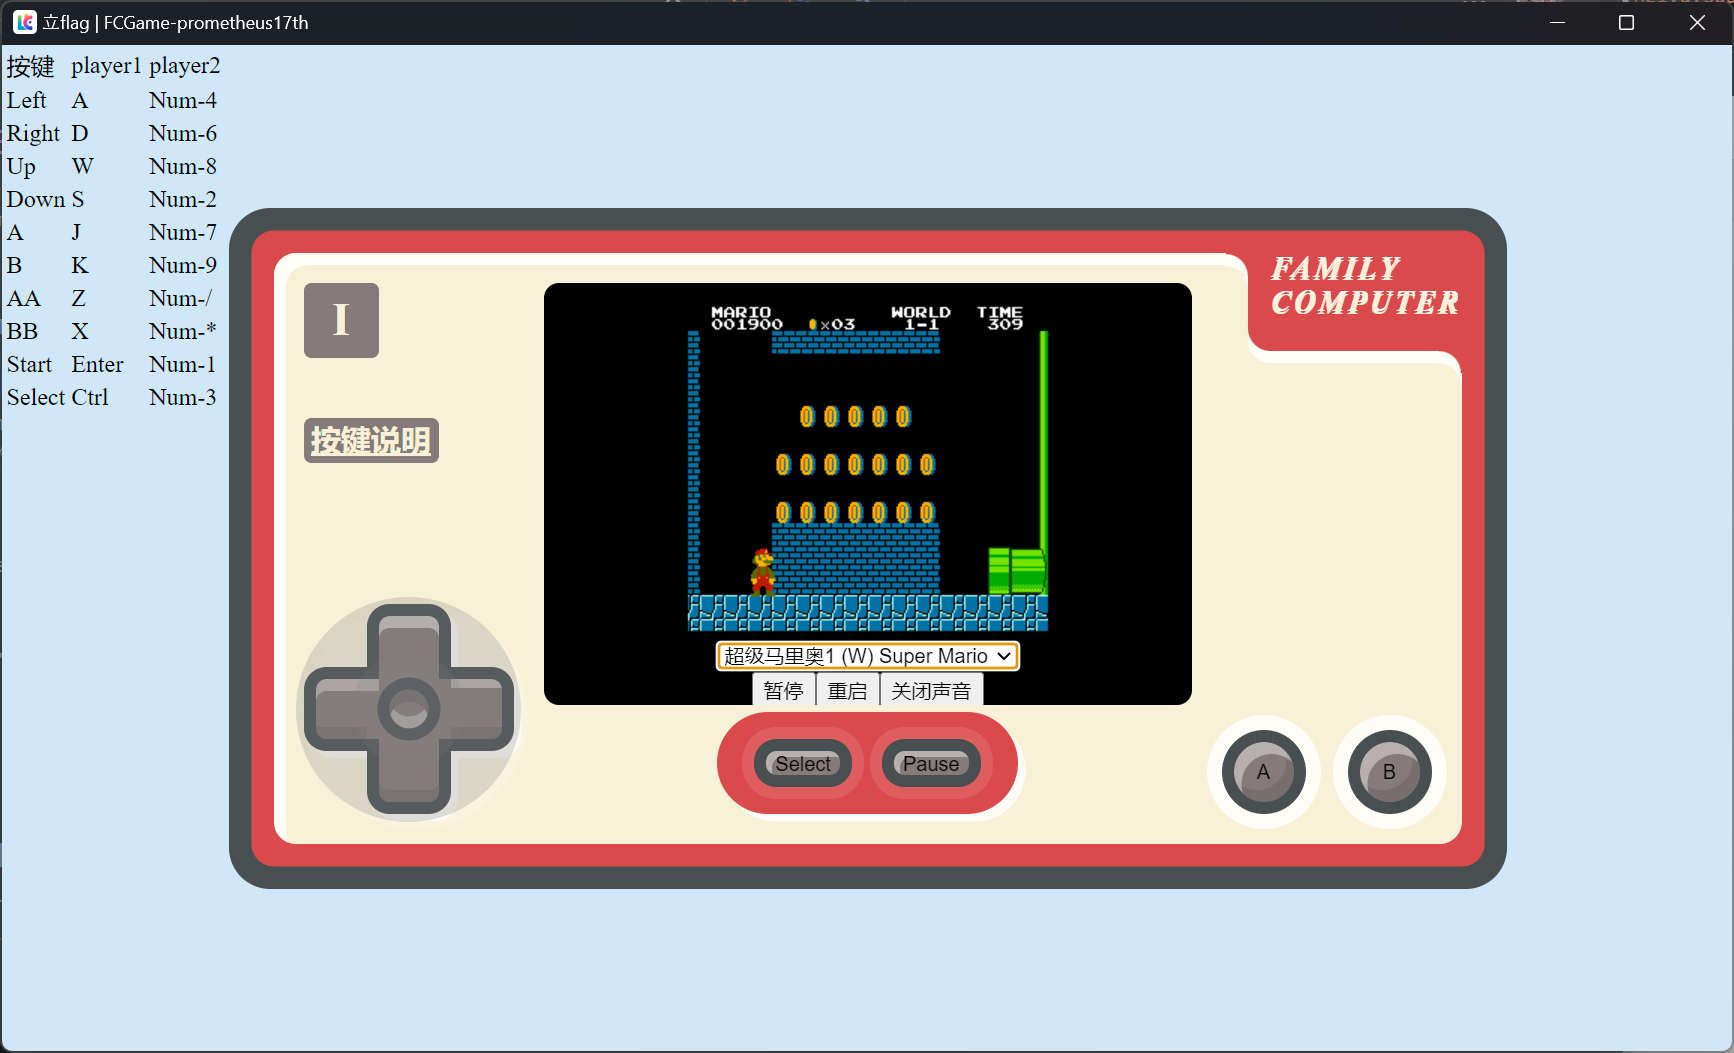 立flag | FCGame-prometheus17th
按键 player1 player2
Left A Num-4
Right D Num-6
Up W Num-8
Down S Num-2
A J Num-7
B K Num-9
AA Z Num-/
BB X Num-*
Start Enter Num-1
Select Ctrl Num-3
I
按键说明
FAMILY
COMPUTER
MARIO WORLD TIME
001900 ×03 1-1 309
超级马里奥1 (W) Super Mario
暂停 重启 关闭声音
Select Pause
A B